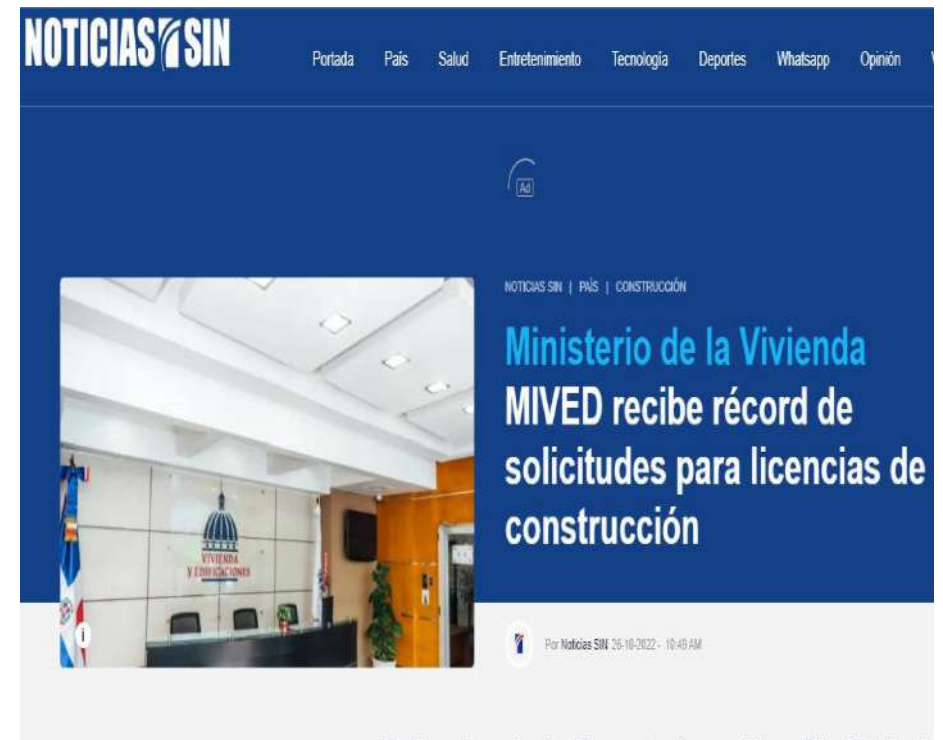 NOTICIAS SIN
Portada País Salud Entretenimiento Tecnología Deportes Whatsapp Opinión
Ad
NOTICIAS SIN | PAÍS | CONSTRUCCIÓN
Ministerio de la Vivienda
MIVED recibe récord de
solicitudes para licencias de
construcción
VIVIENDA
Y EDIFICACIONES
i
Por Noticias SIN 26-10-2022 - 10:49 AM